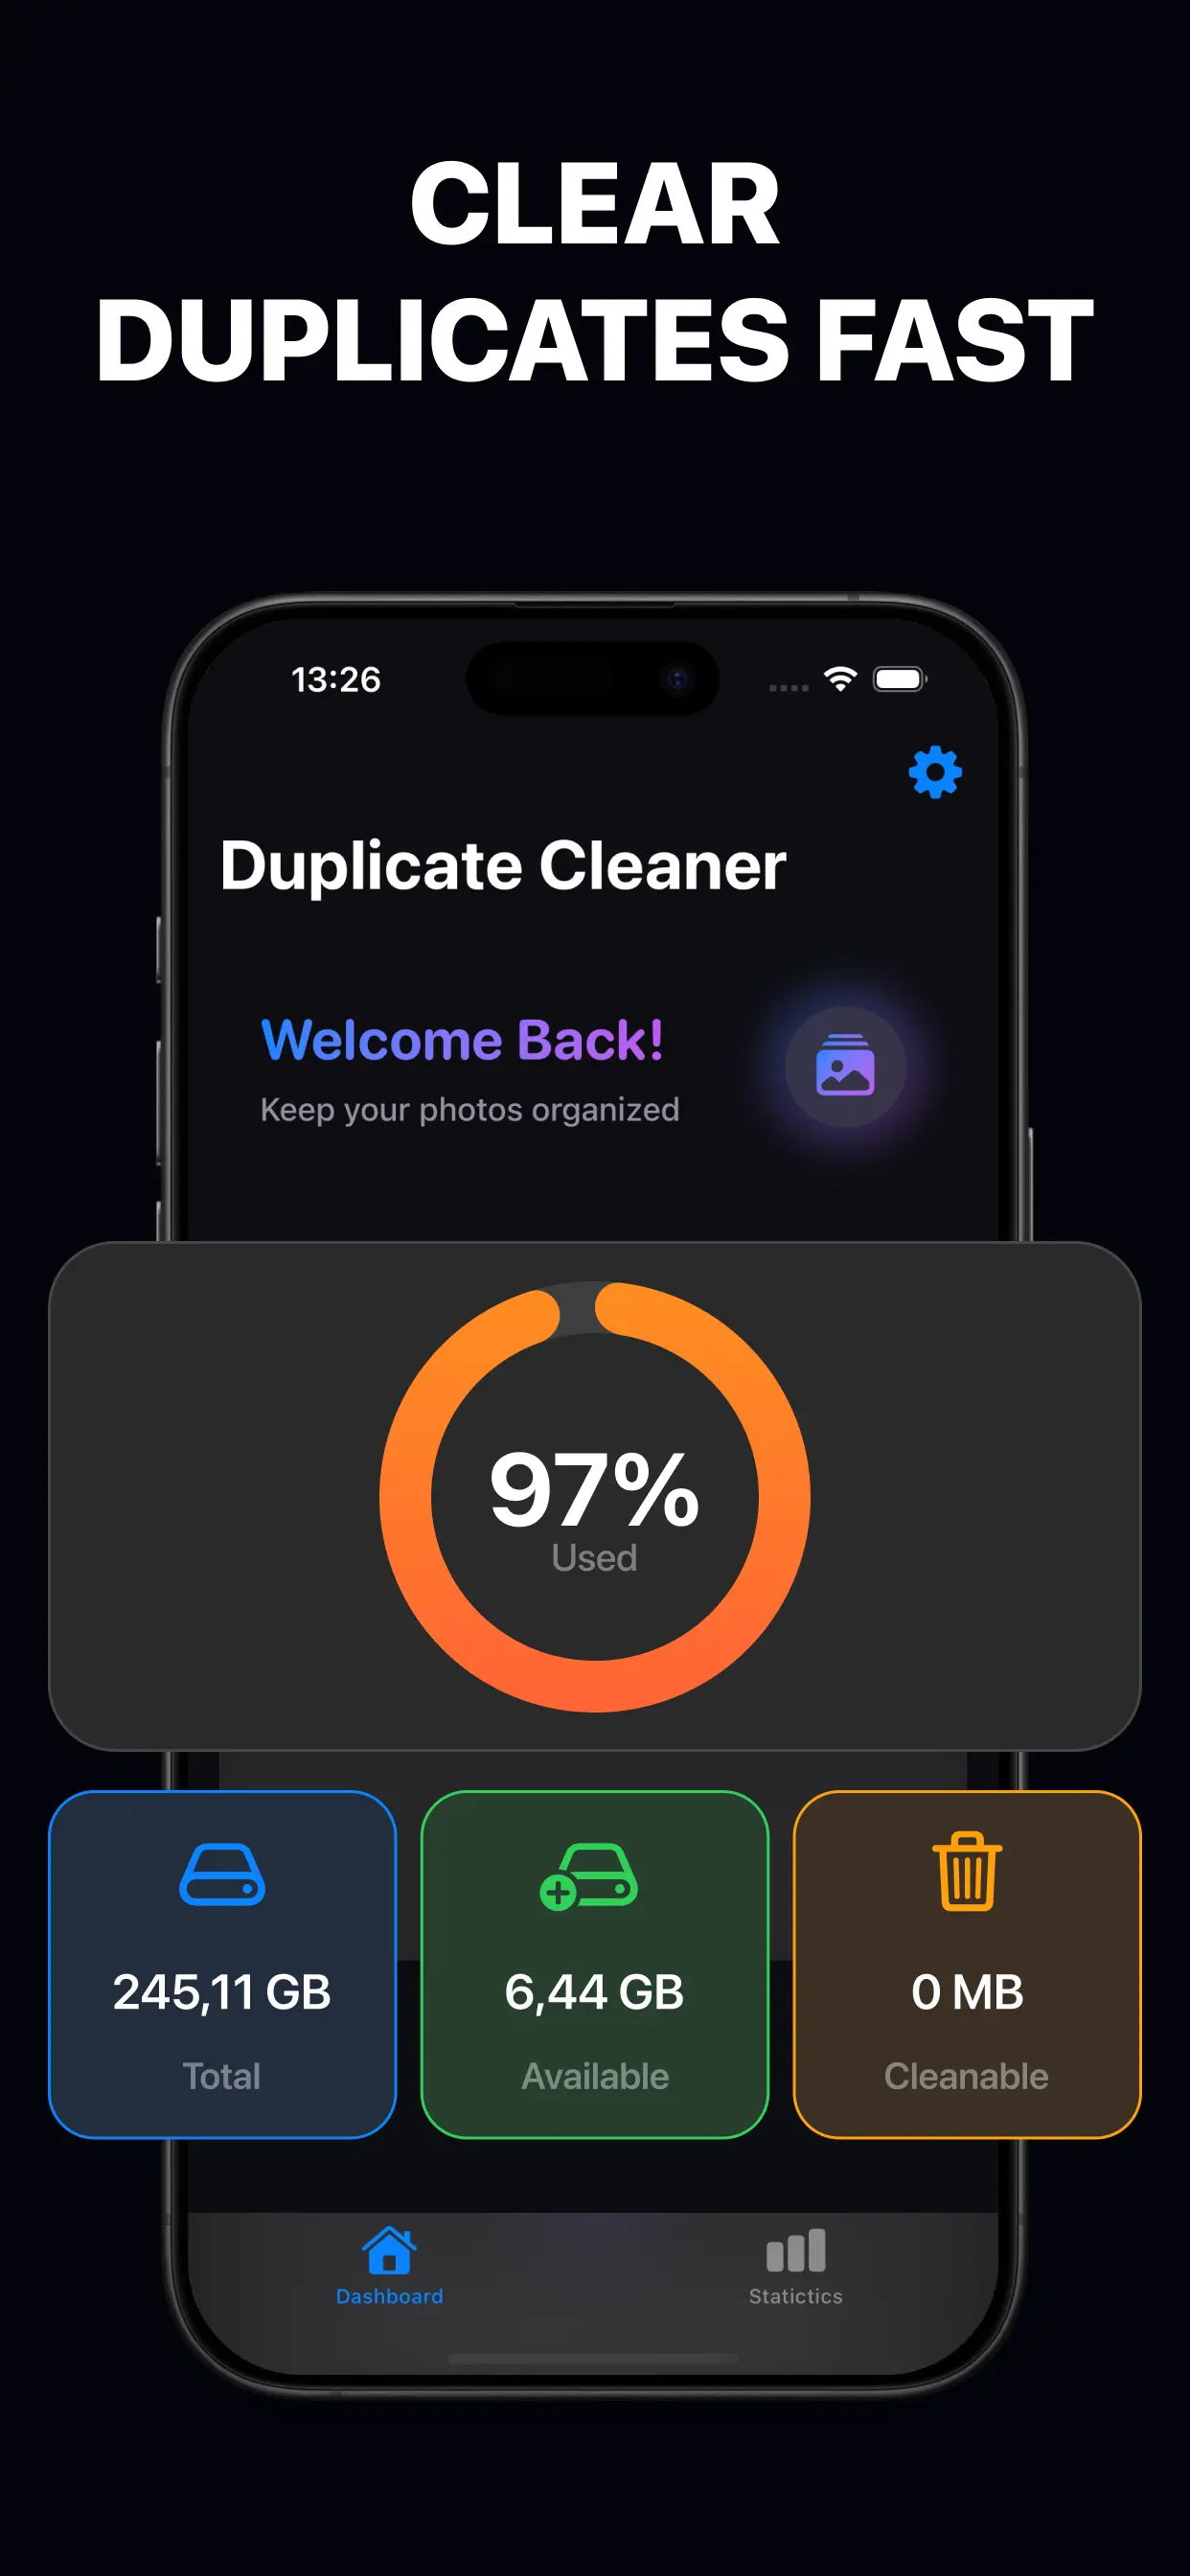 CLEAR
DUPLICATES FAST
13:26
Duplicate Cleaner
Welcome Back!
Keep your photos organized
97%
Used
245,11 GB
6,44 GB
0 MB
Total
Available
Cleanable
Dashboard
Statictics